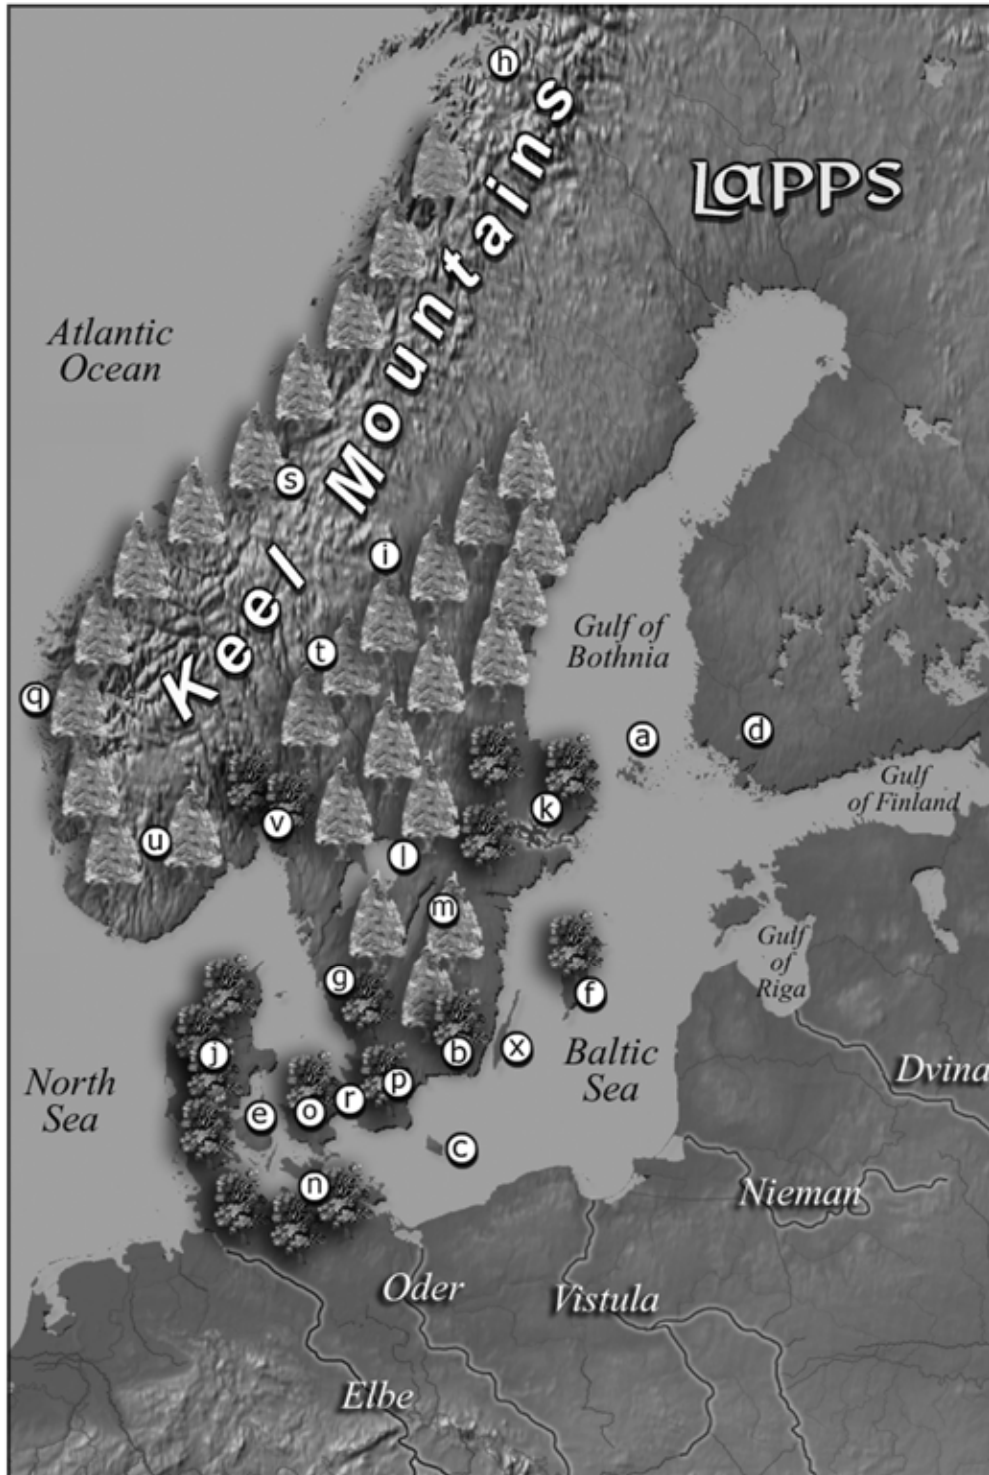 h
Keel Mountains
Lapps
Atlantic
Ocean
s
i
t
q
Gulf of
Bothnia
a
d
Gulf
of Finland
k
v
u
l
m
g
f
Gulf
of
Riga
j
b
x
Baltic
Sea
North
Sea
p
r
e
o
c
Dvina
n
Nieman
Oder
Vistula
Elbe